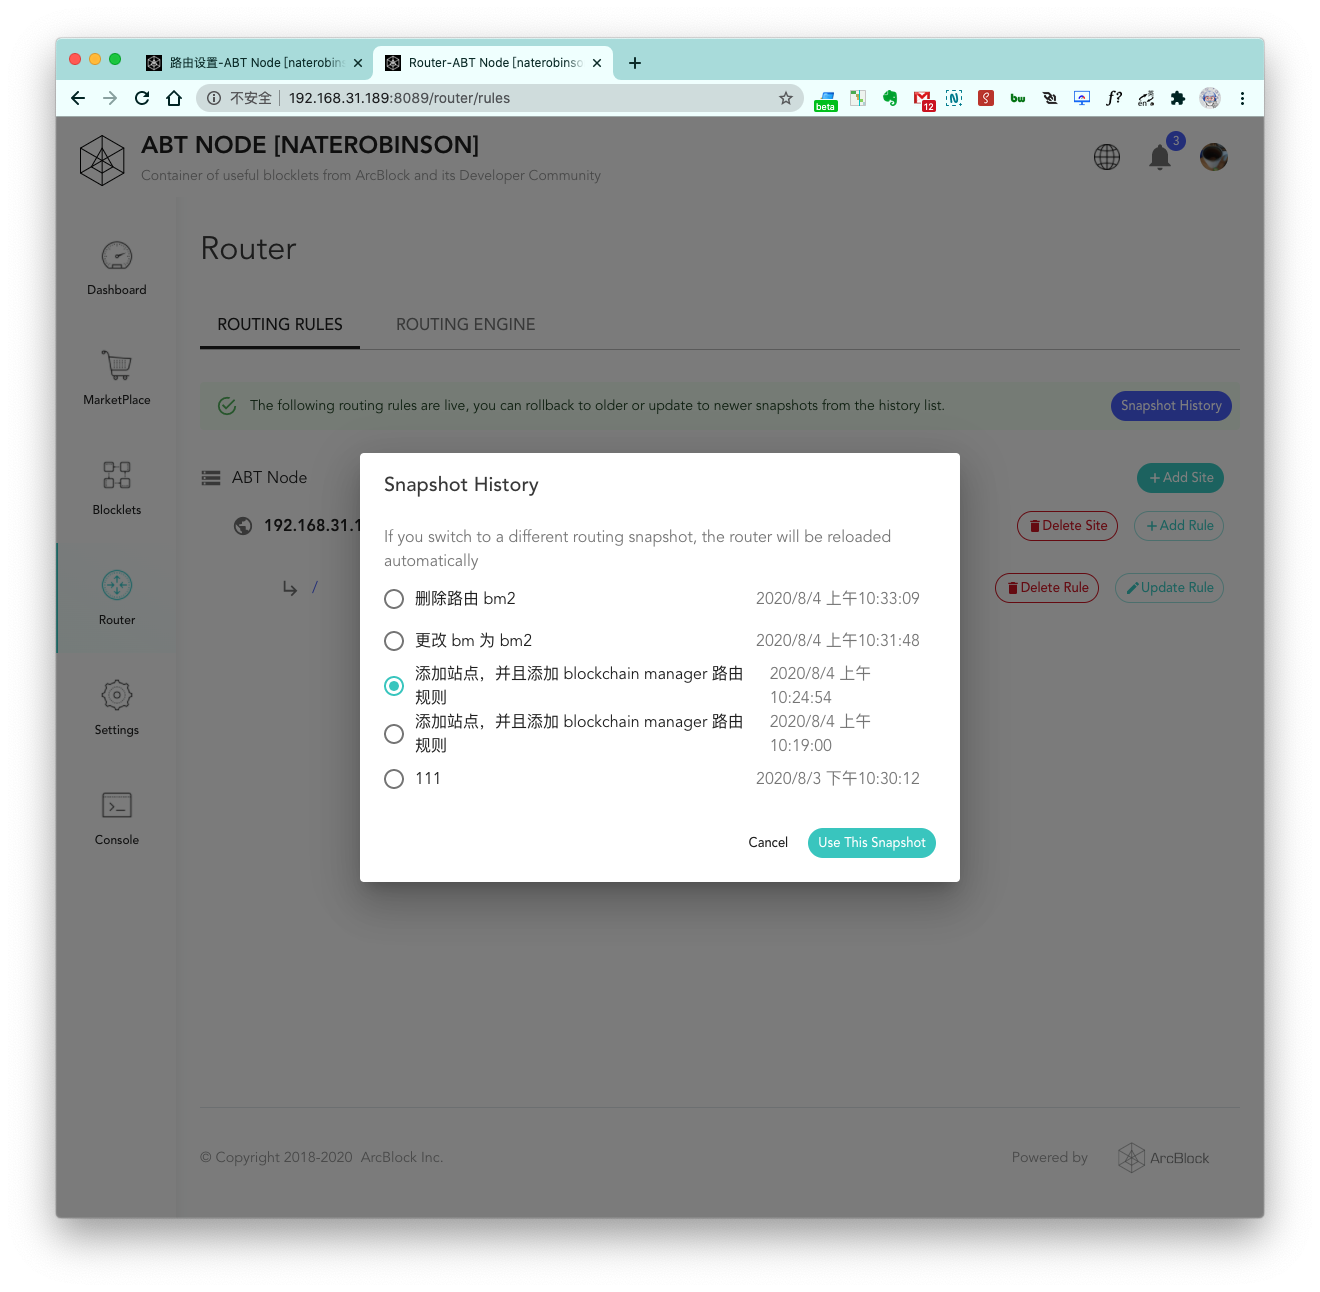 路由设置-ABT Node [naterobins
Router-ABT Node [naterobinso
不安全
192.168.31.189:8089/router/rules
beta
12
bw
f?
en
ABT NODE [NATEROBINSON]
Container of useful blocklets from ArcBlock and its Developer Community
3
Dashboard
MarketPlace
Blocklets
Router
Settings
Console
Router
ROUTING RULES
ROUTING ENGINE
The following routing rules are live, you can rollback to older or update to newer snapshots from the history list.
Snapshot History
ABT Node
+ Add Site
192.168.31.1
Delete Site
+ Add Rule
/
Delete Rule
Update Rule
Snapshot History
If you switch to a different routing snapshot, the router will be reloaded
automatically
删除路由 bm2
2020/8/4 上午10:33:09
更改 bm 为 bm2
2020/8/4 上午10:31:48
添加站点，并且添加 blockchain manager 路由
规则
2020/8/4 上午
10:24:54
添加站点，并且添加 blockchain manager 路由
规则
2020/8/4 上午
10:19:00
111
2020/8/3 下午10:30:12
Cancel
Use This Snapshot
© Copyright 2018-2020 ArcBlock Inc.
Powered by
ArcBlock